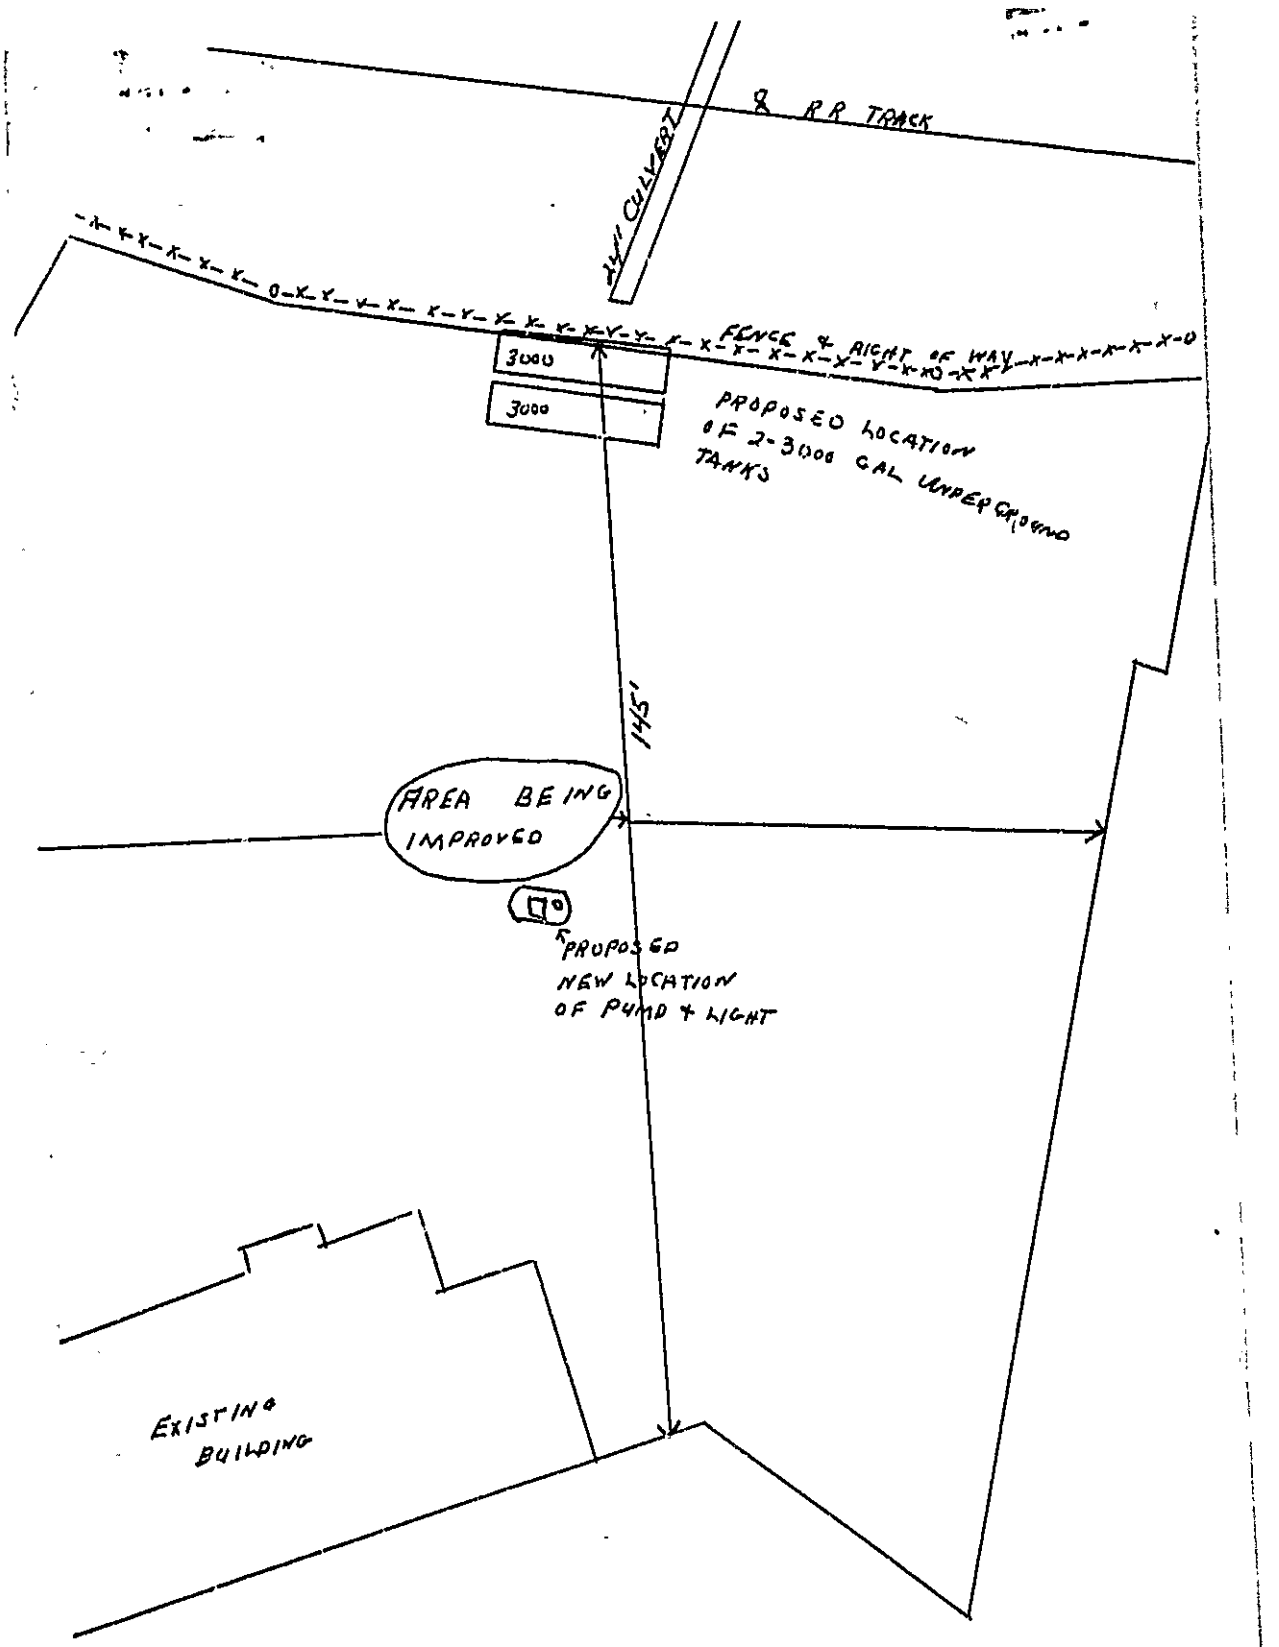 RR TRACK
24" CULVERT
FENCE & RIGHT OF WAY
3000
3000
PROPOSED LOCATION
OF 2-3000 GAL UNDERGROUND
TANKS
145'
AREA BEING
IMPROVED
PROPOSED
NEW LOCATION
OF PUMP & LIGHT
EXISTING
BUILDING